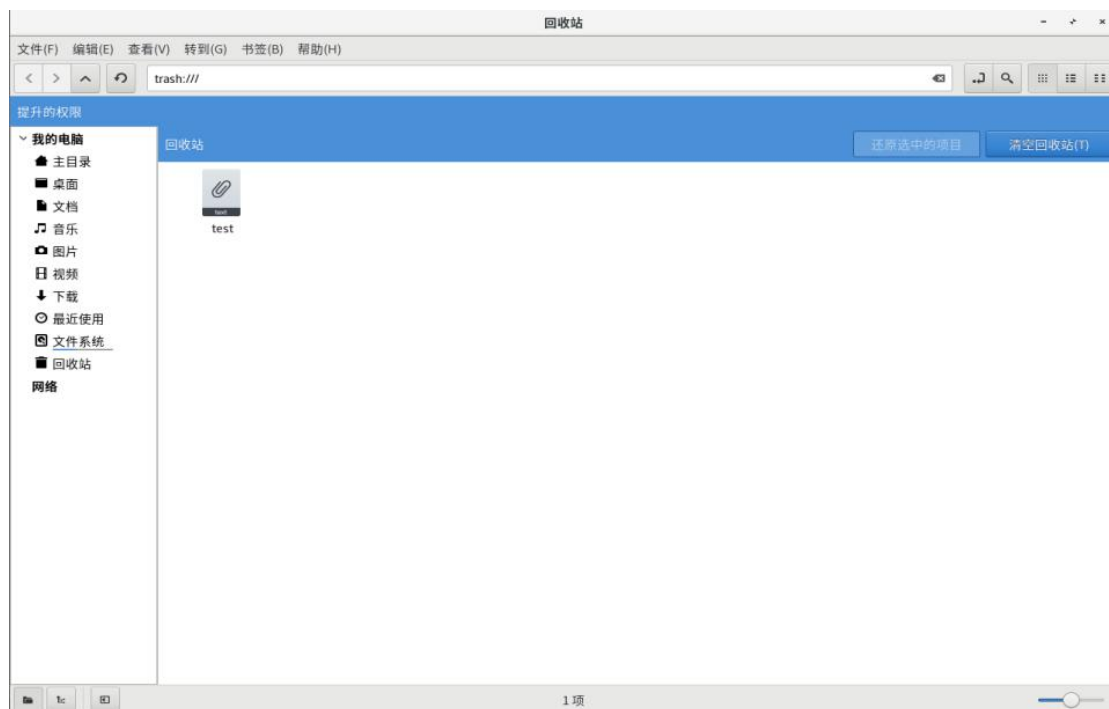 回收站
文件(F) 编辑(E) 查看(V) 转到(G) 书签(B) 帮助(H)
trash:///
提升的权限
我的电脑
主目录
桌面
文档
音乐
图片
视频
下载
最近使用
文件系统
回收站
网络
回收站
还原选中的项目
清空回收站(T)
text
test
1 项